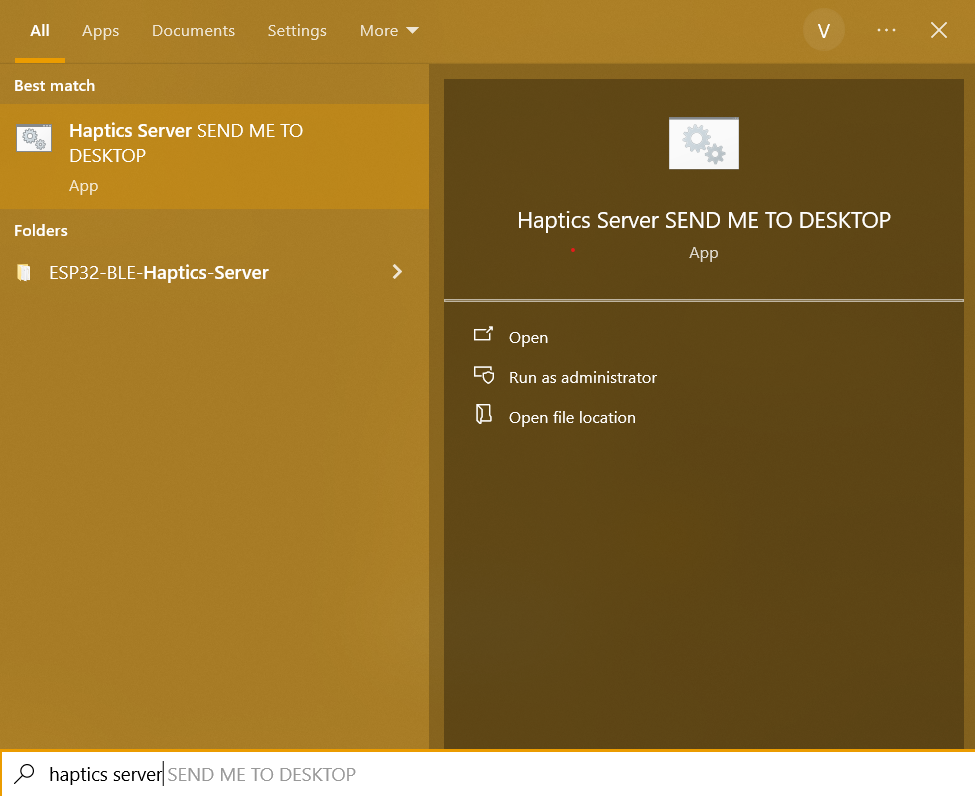 All Apps Documents Settings More V ...
Best match
Haptics Server SEND ME TO
DESKTOP
App
Folders
ESP32-BLE-Haptics-Server
Haptics Server SEND ME TO DESKTOP
App
Open
Run as administrator
Open file location
haptics server SEND ME TO DESKTOP